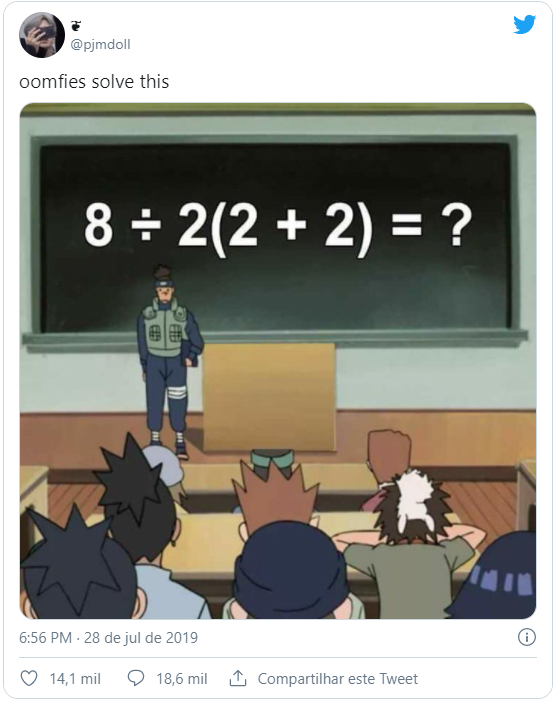 @pjmdoll
oomfies solve this
8 ÷ 2(2 + 2) = ?
6:56 PM · 28 de jul de 2019
14,1 mil 18,6 mil Compartilhar este Tweet